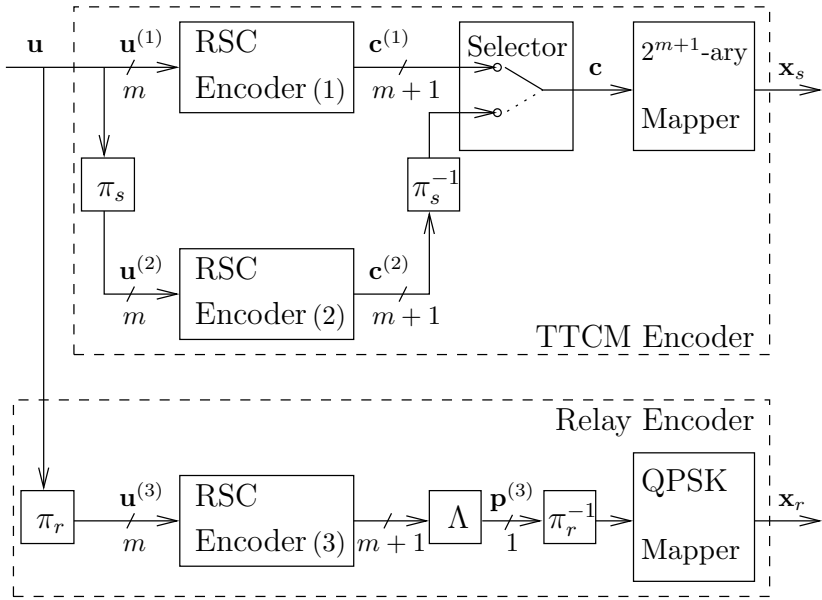 u
u^(1)
m
RSC
Encoder (1)
c^(1)
m + 1
Selector
c
2^{m+1}-ary
Mapper
x_s
π_s
π_s^{-1}
u^(2)
m
RSC
Encoder (2)
c^(2)
m + 1
TTCM Encoder
Relay Encoder
π_r
u^(3)
m
RSC
Encoder (3)
m + 1
Λ
p^(3)
1
π_r^{-1}
QPSK
Mapper
x_r